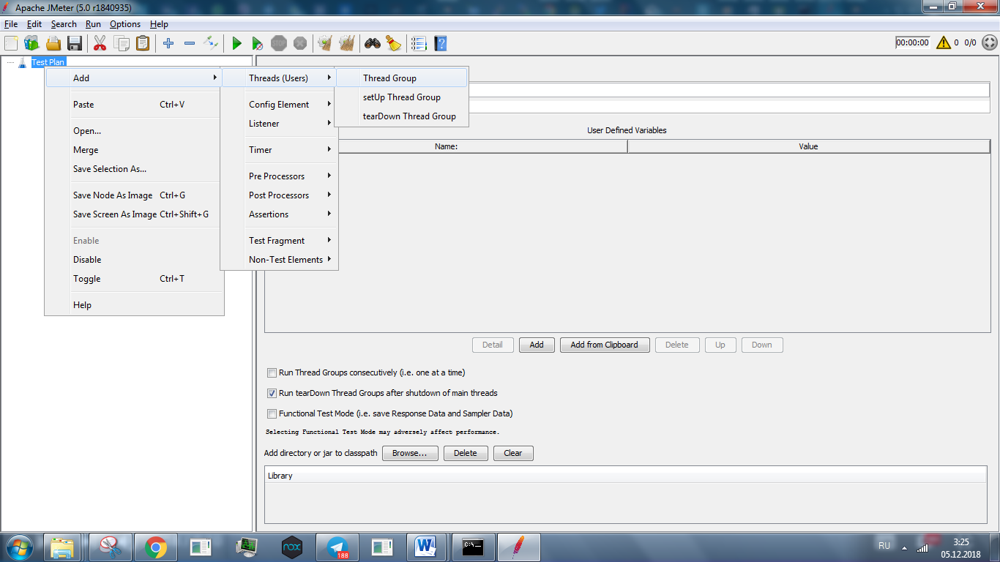 Apache JMeter (5.0 r1840935)
File Edit Search Run Options Help
STOP 00:00:00 0 0/0
Test Plan
Add Threads (Users) Thread Group
setUp Thread Group
tearDown Thread Group
Paste Ctrl+V
Open...
Merge
Save Selection As...
Save Node As Image Ctrl+G
Save Screen As Image Ctrl+Shift+G
Enable
Disable
Toggle Ctrl+T
Help
Config Element
Listener
Timer
Pre Processors
Post Processors
Assertions
Test Fragment
Non-Test Elements
User Defined Variables
Name: Value
Detail Add Add from Clipboard Delete Up Down
Run Thread Groups consecutively (i.e. one at a time)
Run tearDown Thread Groups after shutdown of main threads
Functional Test Mode (i.e. save Response Data and Sampler Data)
Selecting Functional Test Mode may adversely affect performance.
Add directory or jar to classpath Browse... Delete Clear
Library
nox 188 W C:\. RU 3:25
05.12.2018